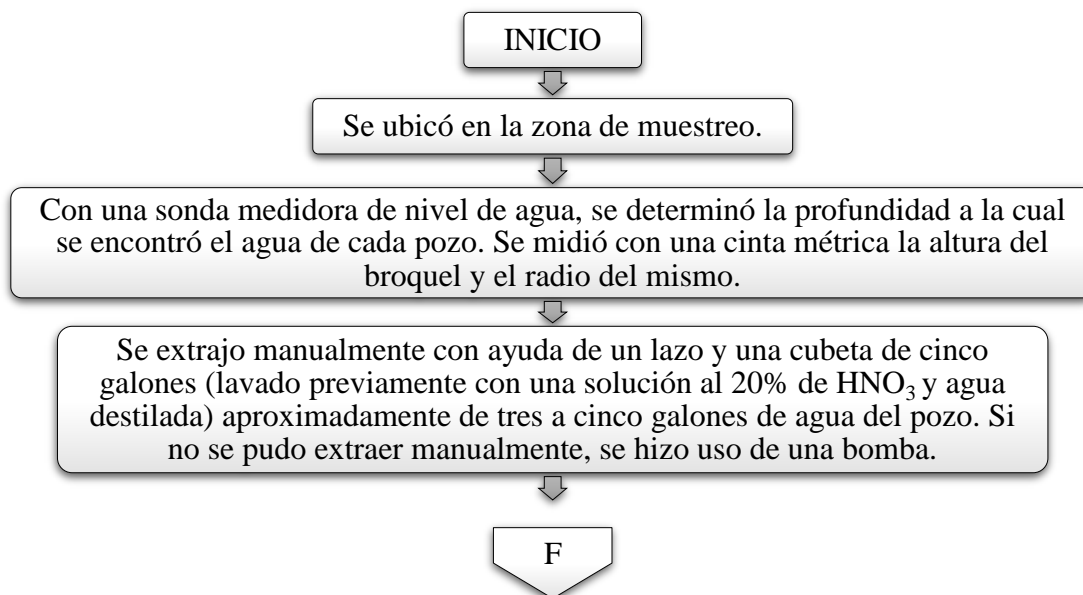 INICIO
Se ubicó en la zona de muestreo.
Con una sonda medidora de nivel de agua, se determinó la profundidad a la cual
se encontró el agua de cada pozo. Se midió con una cinta métrica la altura del
broquel y el radio del mismo.
Se extrajo manualmente con ayuda de un lazo y una cubeta de cinco
galones (lavado previamente con una solución al 20% de HNO₃ y agua
destilada) aproximadamente de tres a cinco galones de agua del pozo. Si
no se pudo extraer manualmente, se hizo uso de una bomba.
F